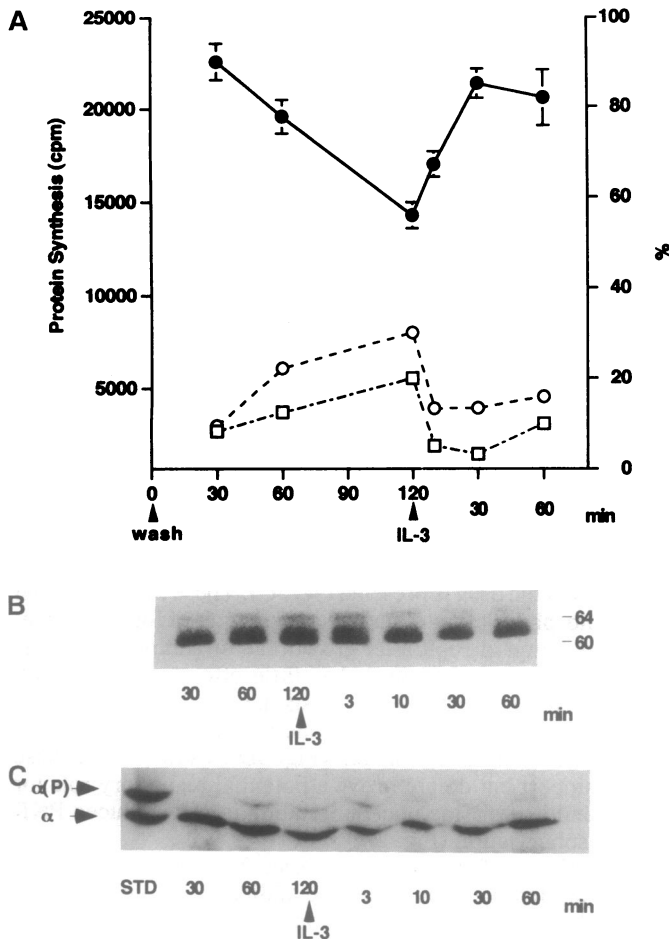 A
25000
20000
15000
10000
5000
Protein Synthesis (cpm)
100
80
60
40
20
0
%
0 30 60 90 120 30 60 min
wash IL-3
B
64
60
30 60 120 3 10 30 60 min
IL-3
C
α(P)
α
STD 30 60 120 3 10 30 60 min
IL-3